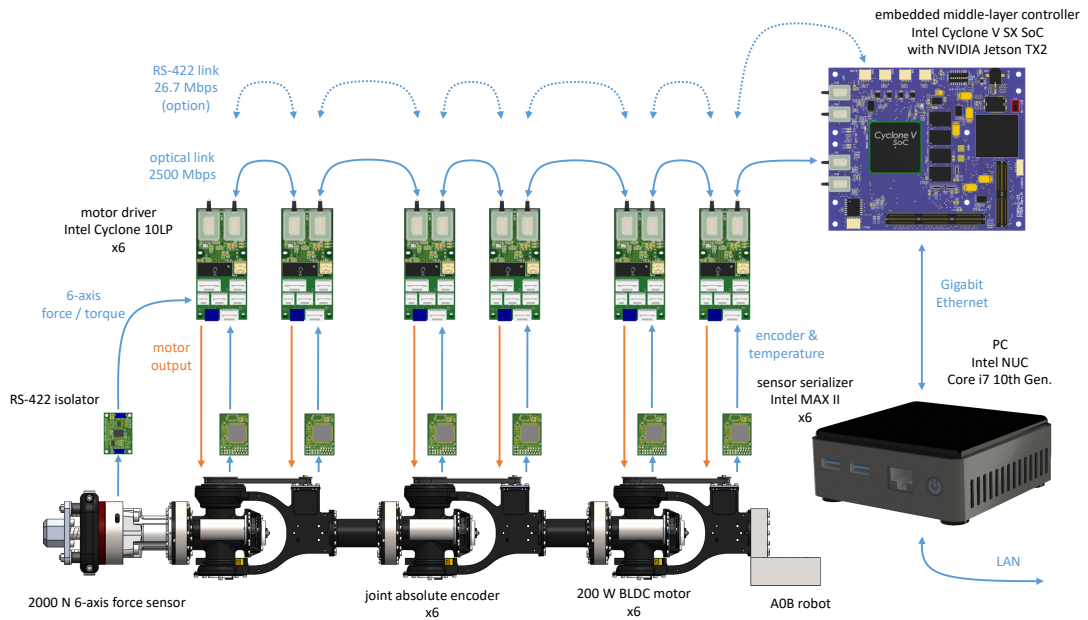 embedded middle-layer controller
Intel Cyclone V SX SoC
with NVIDIA Jetson TX2
RS-422 link
26.7 Mbps
(option)
optical link
2500 Mbps
Cyclone V
SoC
motor driver
Intel Cyclone 10LP
x6
6-axis
force / torque
Gigabit
Ethernet
motor
output
encoder &
temperature
PC
Intel NUC
Core i7 10th Gen.
RS-422 isolator
sensor serializer
Intel MAX II
x6
LAN
2000 N 6-axis force sensor
joint absolute encoder
x6
200 W BLDC motor
x6
A0B robot